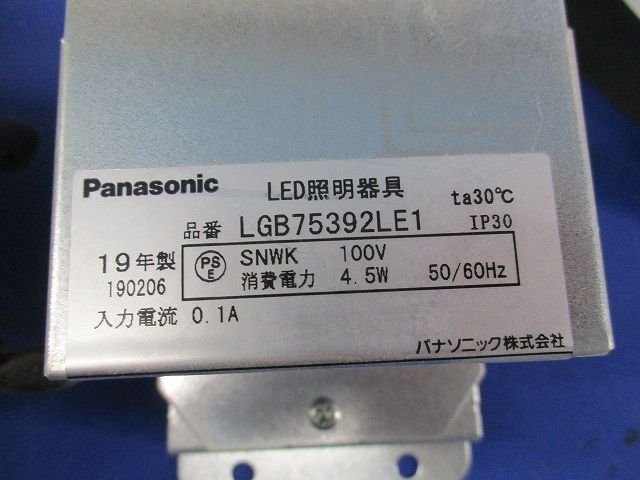 Panasonic LED照明器具 ta30℃
品番 LGB75392LE1 IP30
19年製 PSE SNWK 100V
190206 消費電力 4.5W 50/60Hz
入力電流 0.1A
パナソニック株式会社